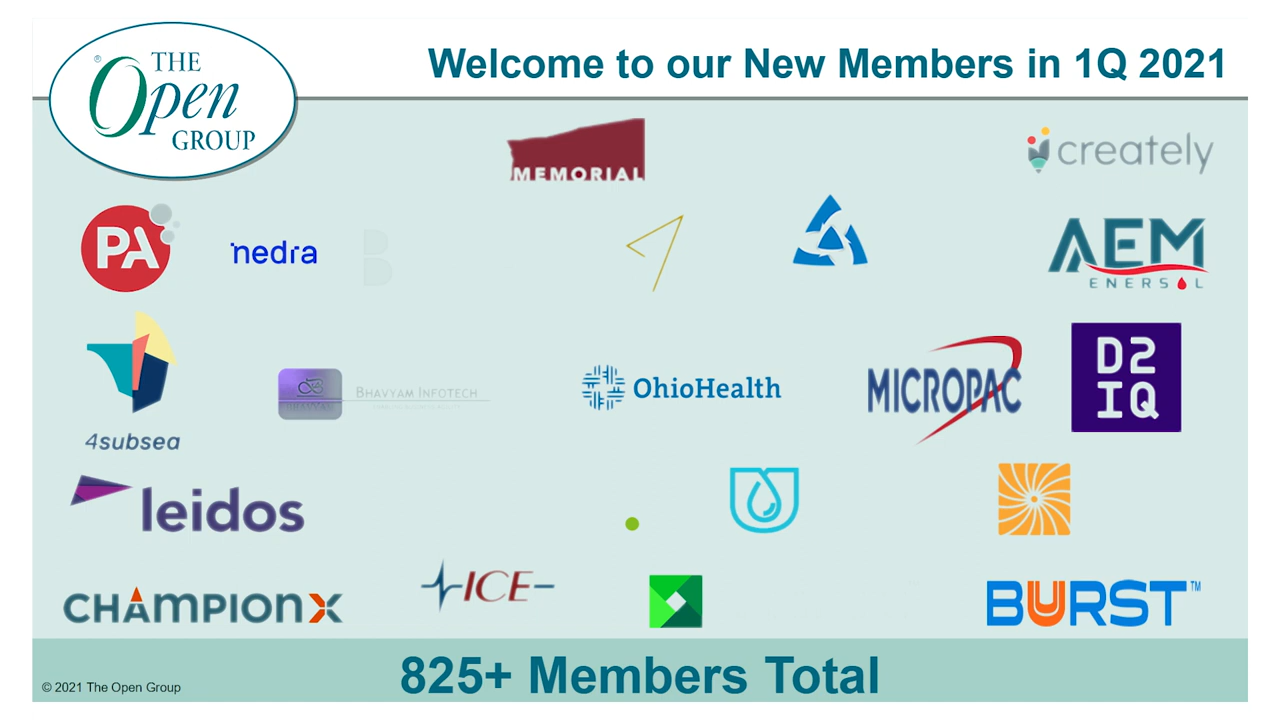 THE
Open
GROUP
®
Welcome to our New Members in 1Q 2021
MEMORIAL
creately
PA
nedra
B
AEM
ENERSOL
4subsea
BHAVYAM INFOTECH
OhioHealth
MICROPAC
D2
IQ
leidos
CHAMPIONX
ICE
BURST™
825+ Members Total
© 2021 The Open Group